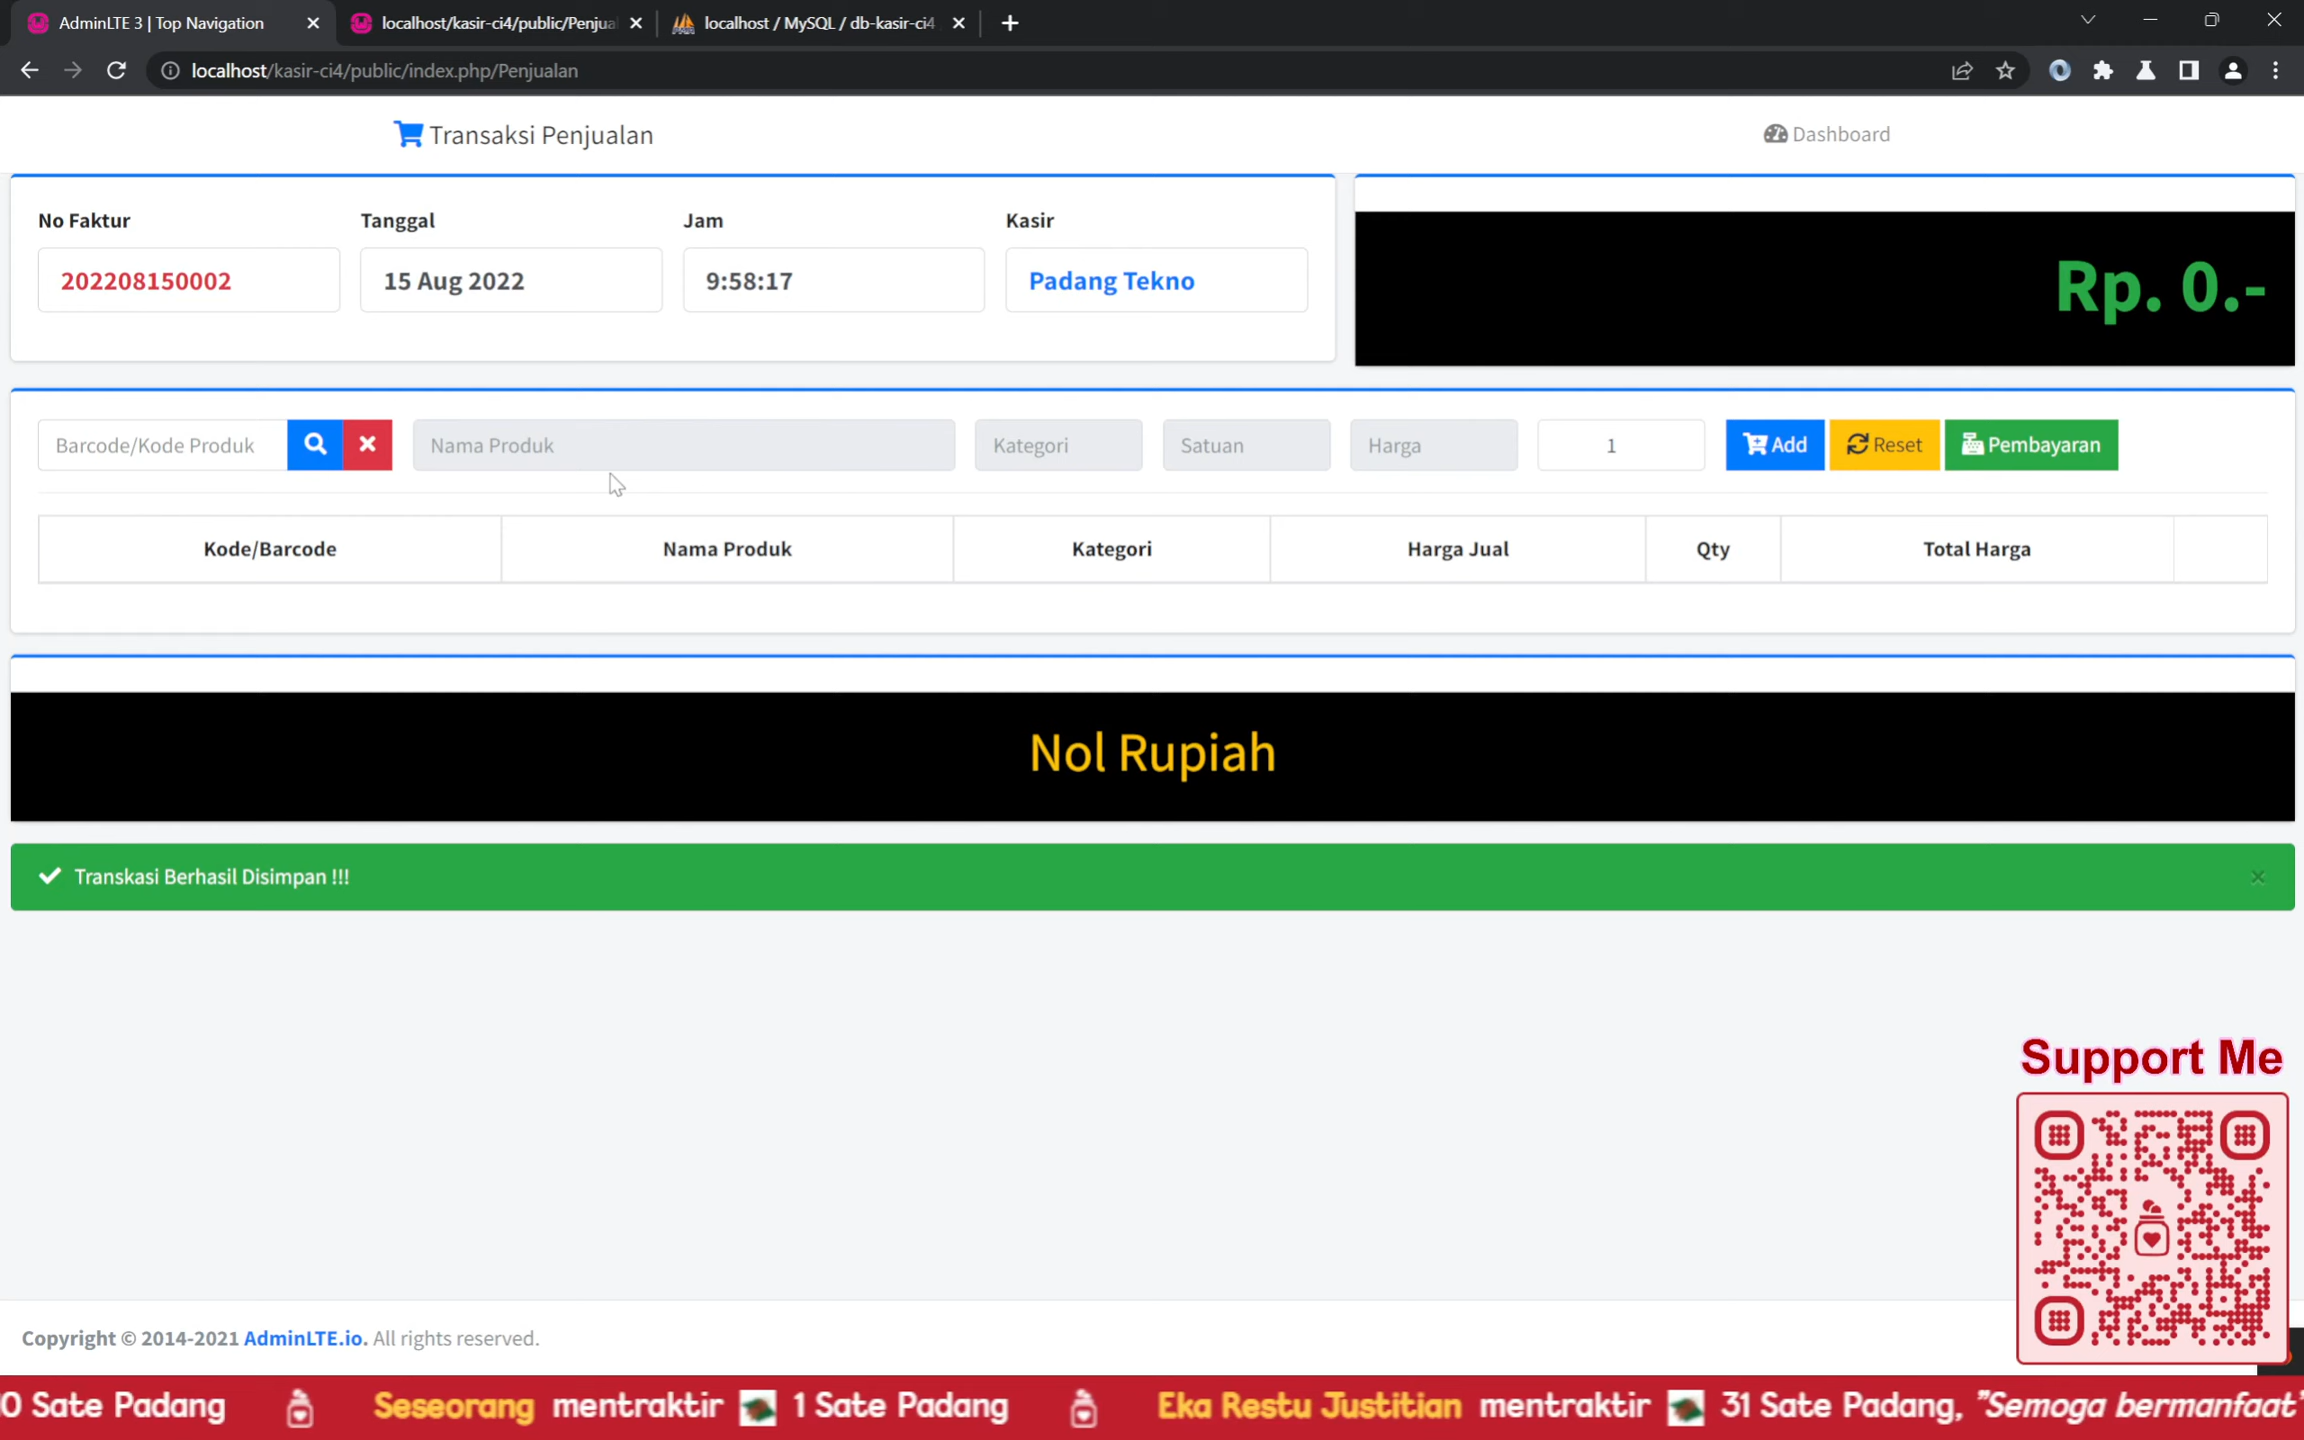 AdminLTE 3 | Top Navigation
localhost/kasir-ci4/public/Penjua
localhost / MySQL / db-kasir-ci4
localhost/kasir-ci4/public/index.php/Penjualan
Transaksi Penjualan
Dashboard
No Faktur
Tanggal
Jam
Kasir
202208150002
15 Aug 2022
9:58:17
Padang Tekno
Rp. 0.-
Barcode/Kode Produk
Nama Produk
Kategori
Satuan
Harga
1
Add
Reset
Pembayaran
Kode/Barcode
Nama Produk
Kategori
Harga Jual
Qty
Total Harga
Nol Rupiah
Transkasi Berhasil Disimpan !!!
Support Me
Copyright © 2014-2021 AdminLTE.io. All rights reserved.
0 Sate Padang Seseorang mentraktir 1 Sate Padang Eka Restu Justitian mentraktir 31 Sate Padang, "Semoga bermanfaat"